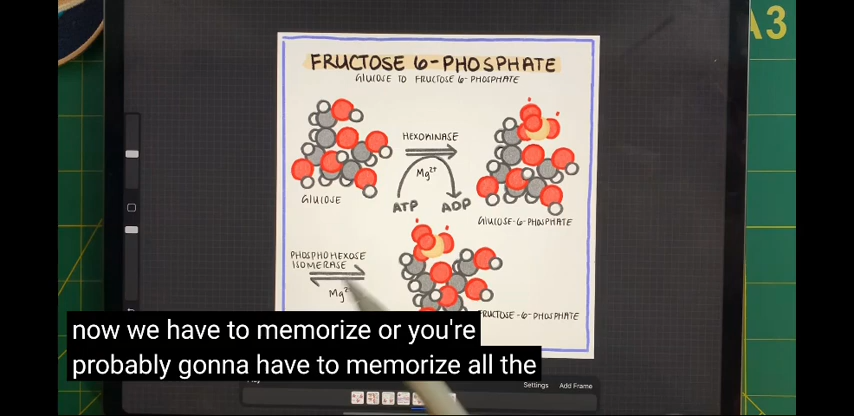 A3
FRUCTOSE 6-PHOSPHATE
GLUCOSE TO FRUCTOSE 6-PHOSPHATE
HEXOKINASE
Mg2+
ATP ADP
GLUCOSE
GLUCOSE-6-PHOSPHATE
PHOSPHOHEXOSE
ISOMERASE
Mg2
FRUCTOSE-6-PHOSPHATE
now we have to memorize or you're
probably gonna have to memorize all the
Settings Add Frame